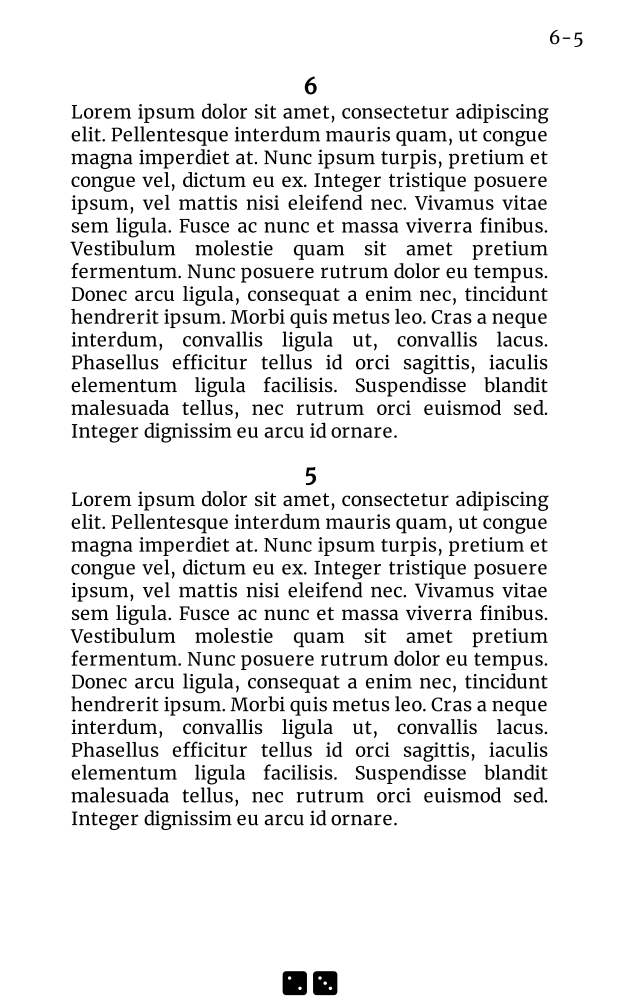 6-5
6
Lorem ipsum dolor sit amet, consectetur adipiscing
elit. Pellentesque interdum mauris quam, ut congue
magna imperdiet at. Nunc ipsum turpis, pretium et
congue vel, dictum eu ex. Integer tristique posuere
ipsum, vel mattis nisi eleifend nec. Vivamus vitae
sem ligula. Fusce ac nunc et massa viverra finibus.
Vestibulum molestie quam sit amet pretium
fermentum. Nunc posuere rutrum dolor eu tempus.
Donec arcu ligula, consequat a enim nec, tincidunt
hendrerit ipsum. Morbi quis metus leo. Cras a neque
interdum, convallis ligula ut, convallis lacus.
Phasellus efficitur tellus id orci sagittis, iaculis
elementum ligula facilisis. Suspendisse blandit
malesuada tellus, nec rutrum orci euismod sed.
Integer dignissim eu arcu id ornare.
5
Lorem ipsum dolor sit amet, consectetur adipiscing
elit. Pellentesque interdum mauris quam, ut congue
magna imperdiet at. Nunc ipsum turpis, pretium et
congue vel, dictum eu ex. Integer tristique posuere
ipsum, vel mattis nisi eleifend nec. Vivamus vitae
sem ligula. Fusce ac nunc et massa viverra finibus.
Vestibulum molestie quam sit amet pretium
fermentum. Nunc posuere rutrum dolor eu tempus.
Donec arcu ligula, consequat a enim nec, tincidunt
hendrerit ipsum. Morbi quis metus leo. Cras a neque
interdum, convallis ligula ut, convallis lacus.
Phasellus efficitur tellus id orci sagittis, iaculis
elementum ligula facilisis. Suspendisse blandit
malesuada tellus, nec rutrum orci euismod sed.
Integer dignissim eu arcu id ornare.